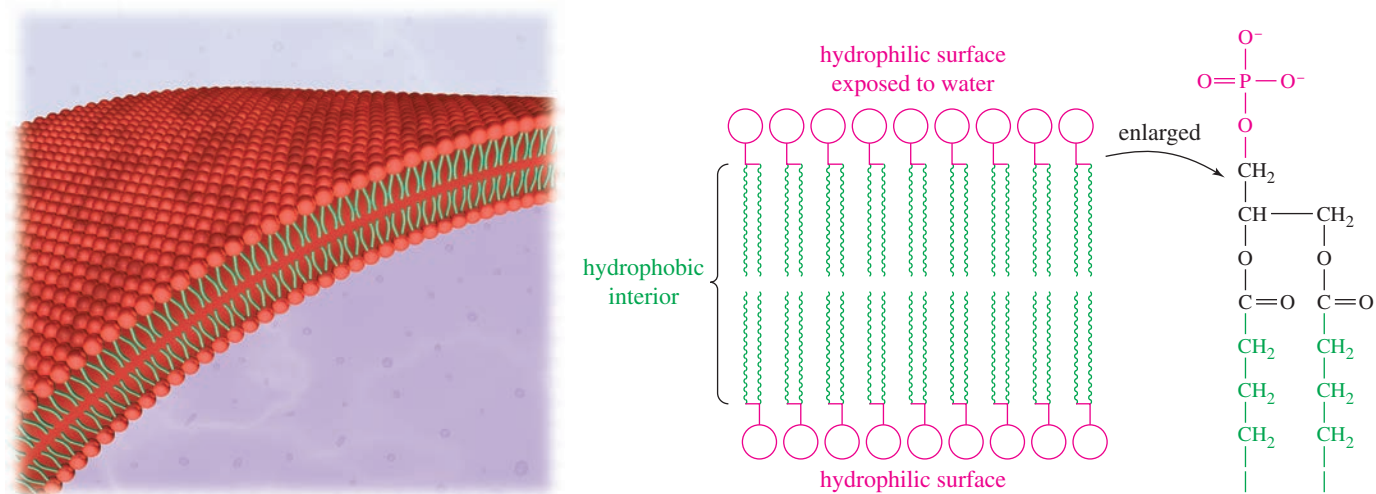 hydrophilic surface
exposed to water
enlarged
hydrophobic
interior
hydrophilic surface
O⁻
O=P—O⁻
O
CH₂
CH—CH₂
O O
C=O C=O
CH₂ CH₂
CH₂ CH₂
CH₂ CH₂